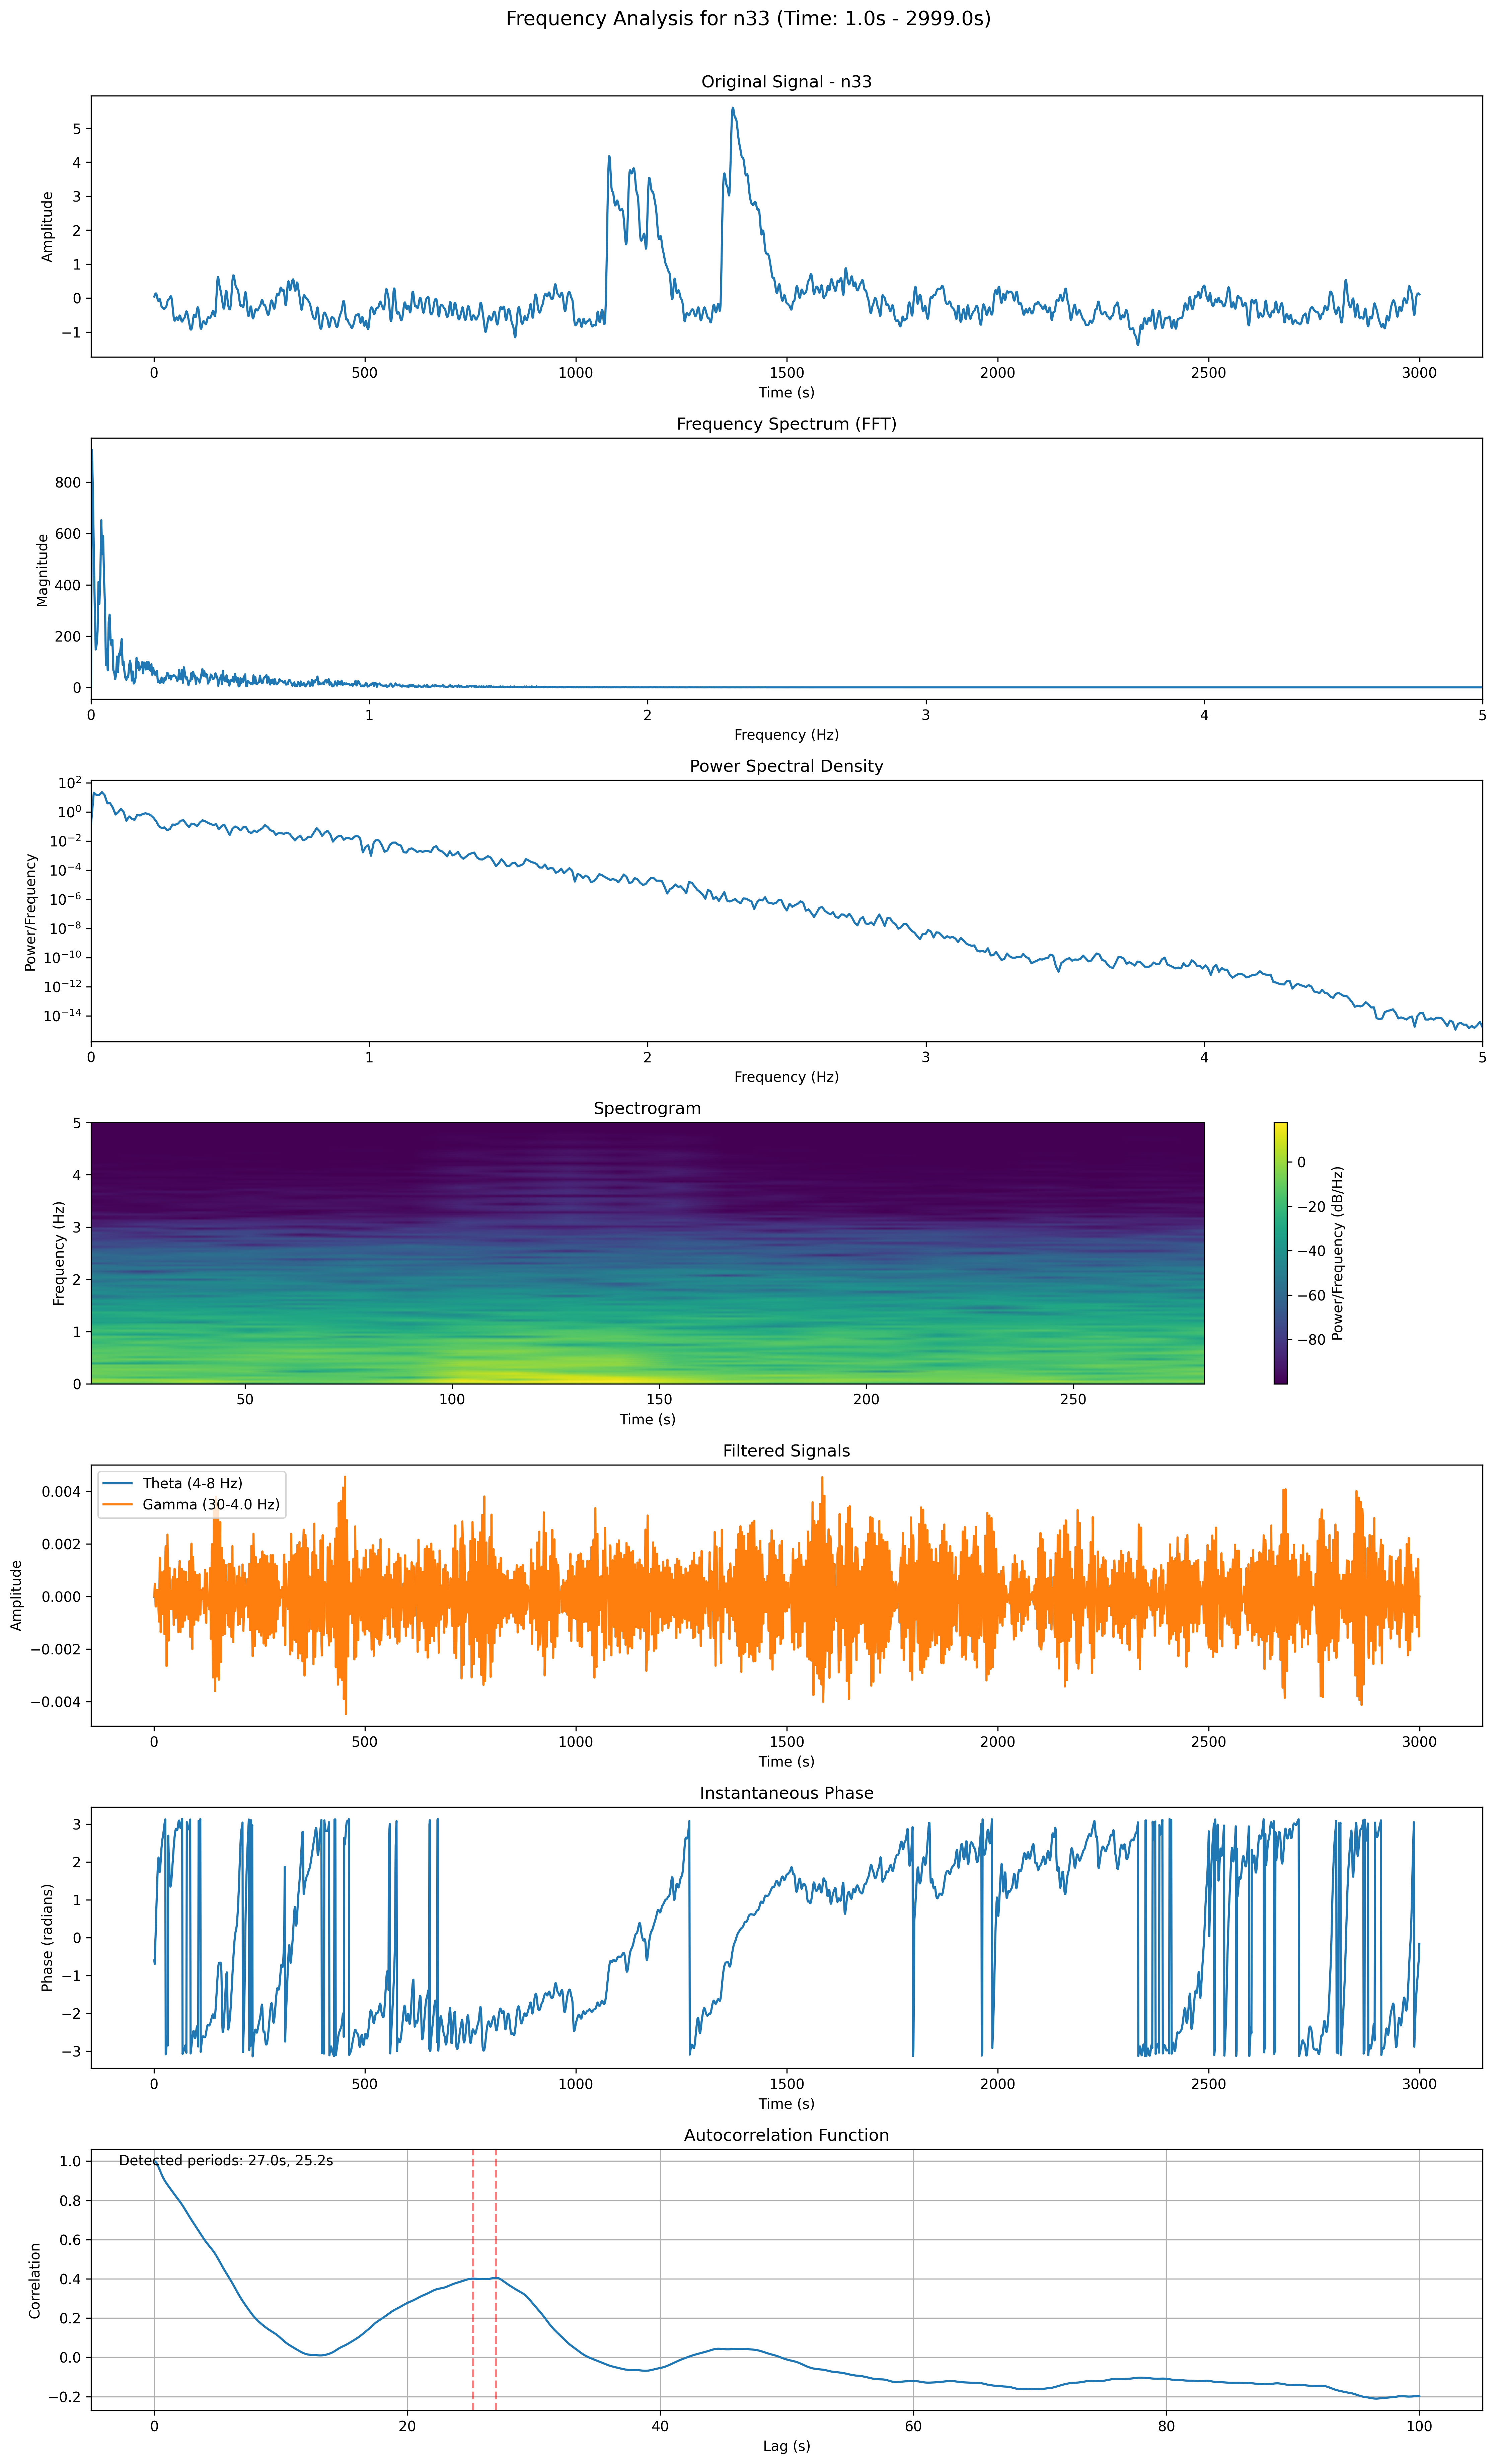 Frequency Analysis for n33 (Time: 1.0s - 2999.0s)
Original Signal - n33
Amplitude
5
4
3
2
1
0
−1
0 500 1000 1500 2000 2500 3000
Time (s)
Frequency Spectrum (FFT)
Magnitude
800
600
400
200
0
0 1 2 3 4 5
Frequency (Hz)
Power Spectral Density
Power/Frequency
10²
10⁰
10⁻²
10⁻⁴
10⁻⁶
10⁻⁸
10⁻¹⁰
10⁻¹²
10⁻¹⁴
0 1 2 3 4 5
Frequency (Hz)
Spectrogram
Frequency (Hz)
5
4
3
2
1
0
50 100 150 200 250
Time (s)
0
−20
−40
−60
−80
Power/Frequency (dB/Hz)
Filtered Signals
Theta (4-8 Hz)
Gamma (30-4.0 Hz)
Amplitude
0.004
0.002
0.000
−0.002
−0.004
0 500 1000 1500 2000 2500 3000
Time (s)
Instantaneous Phase
Phase (radians)
3
2
1
0
−1
−2
−3
0 500 1000 1500 2000 2500 3000
Time (s)
Autocorrelation Function
Detected periods: 27.0s, 25.2s
Correlation
1.0
0.8
0.6
0.4
0.2
0.0
−0.2
0 20 40 60 80 100
Lag (s)